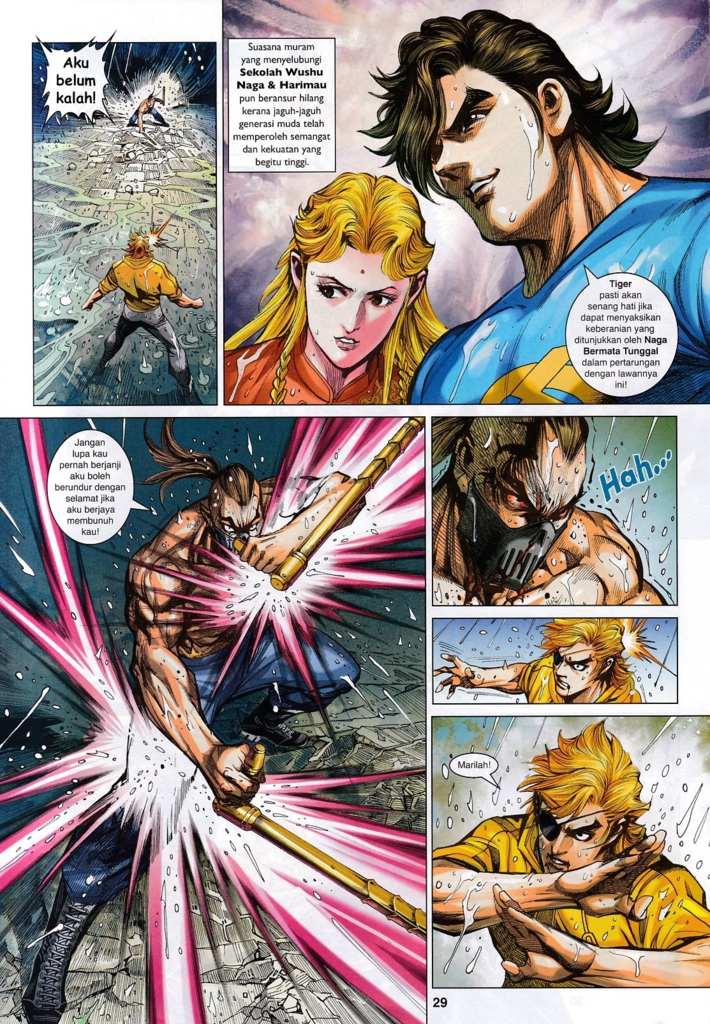 Aku
belum
kalah!
Suasana muram
yang menyelubungi
Sekolah Wushu
Naga & Harimau
pun beransur hilang
kerana jaguh-jaguh
generasi muda telah
memperoleh semangat
dan kekuatan yang
begitu tinggi.
Tiger
pasti akan
senang hati jika
dapat menyaksikan
keberanian yang
ditunjukkan oleh Naga
Bermata Tunggal
dalam pertarungan
dengan lawannya
ini!
Jangan
lupa kau
pernah berjanji
aku boleh
berundur dengan
selamat jika
aku berjaya
membunuh
kau!
Hah...
Marilah!
29